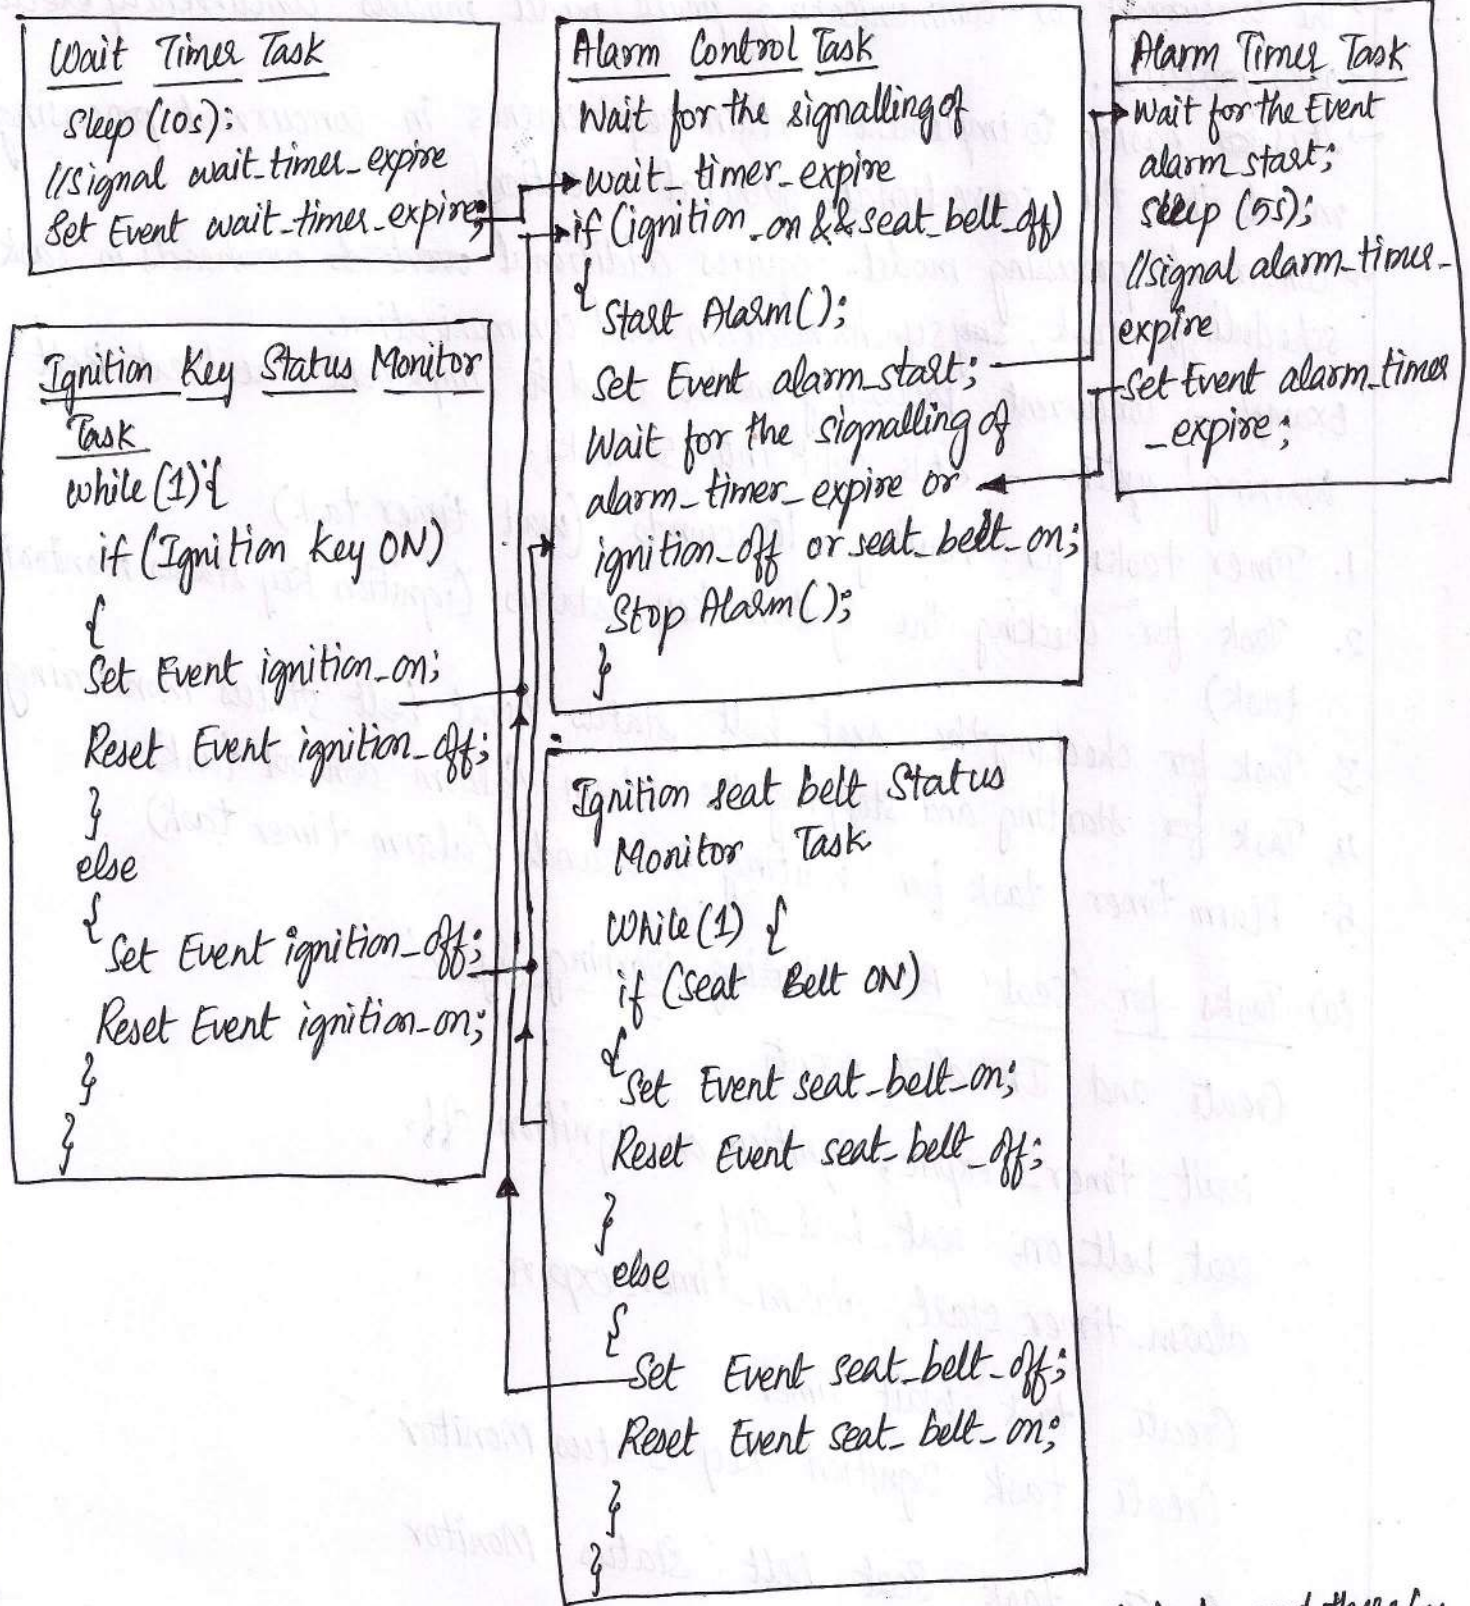 Wait Timer Task
Sleep (10s);
//signal wait_timer_expire
Set Event wait_timer_expire;
Ignition Key Status Monitor
Task
while (1) {
if (Ignition Key ON)
{
Set Event ignition_on;
Reset Event ignition_off;
}
else
{
Set Event ignition_off;
Reset Event ignition_on;
}
}
Alarm Control Task
Wait for the signalling of
wait_timer_expire
if (ignition_on && seat_belt_off)
{
Start Alarm();
Set Event alarm_start;
Wait for the signalling of
alarm_timer_expire or
ignition_off or seat_belt_on;
Stop Alarm();
}
Alarm Timer Task
Wait for the Event
alarm_start;
sleep (5s);
//signal alarm_timer_
expire
Set Event alarm_timer
_expire;
Ignition seat belt Status
Monitor Task
While (1) {
if (Seat Belt ON)
{
Set Event seat_belt_on;
Reset Event seat_belt_off;
}
else
{
Set Event seat_belt_off;
Reset Event seat_belt_on;
}
}